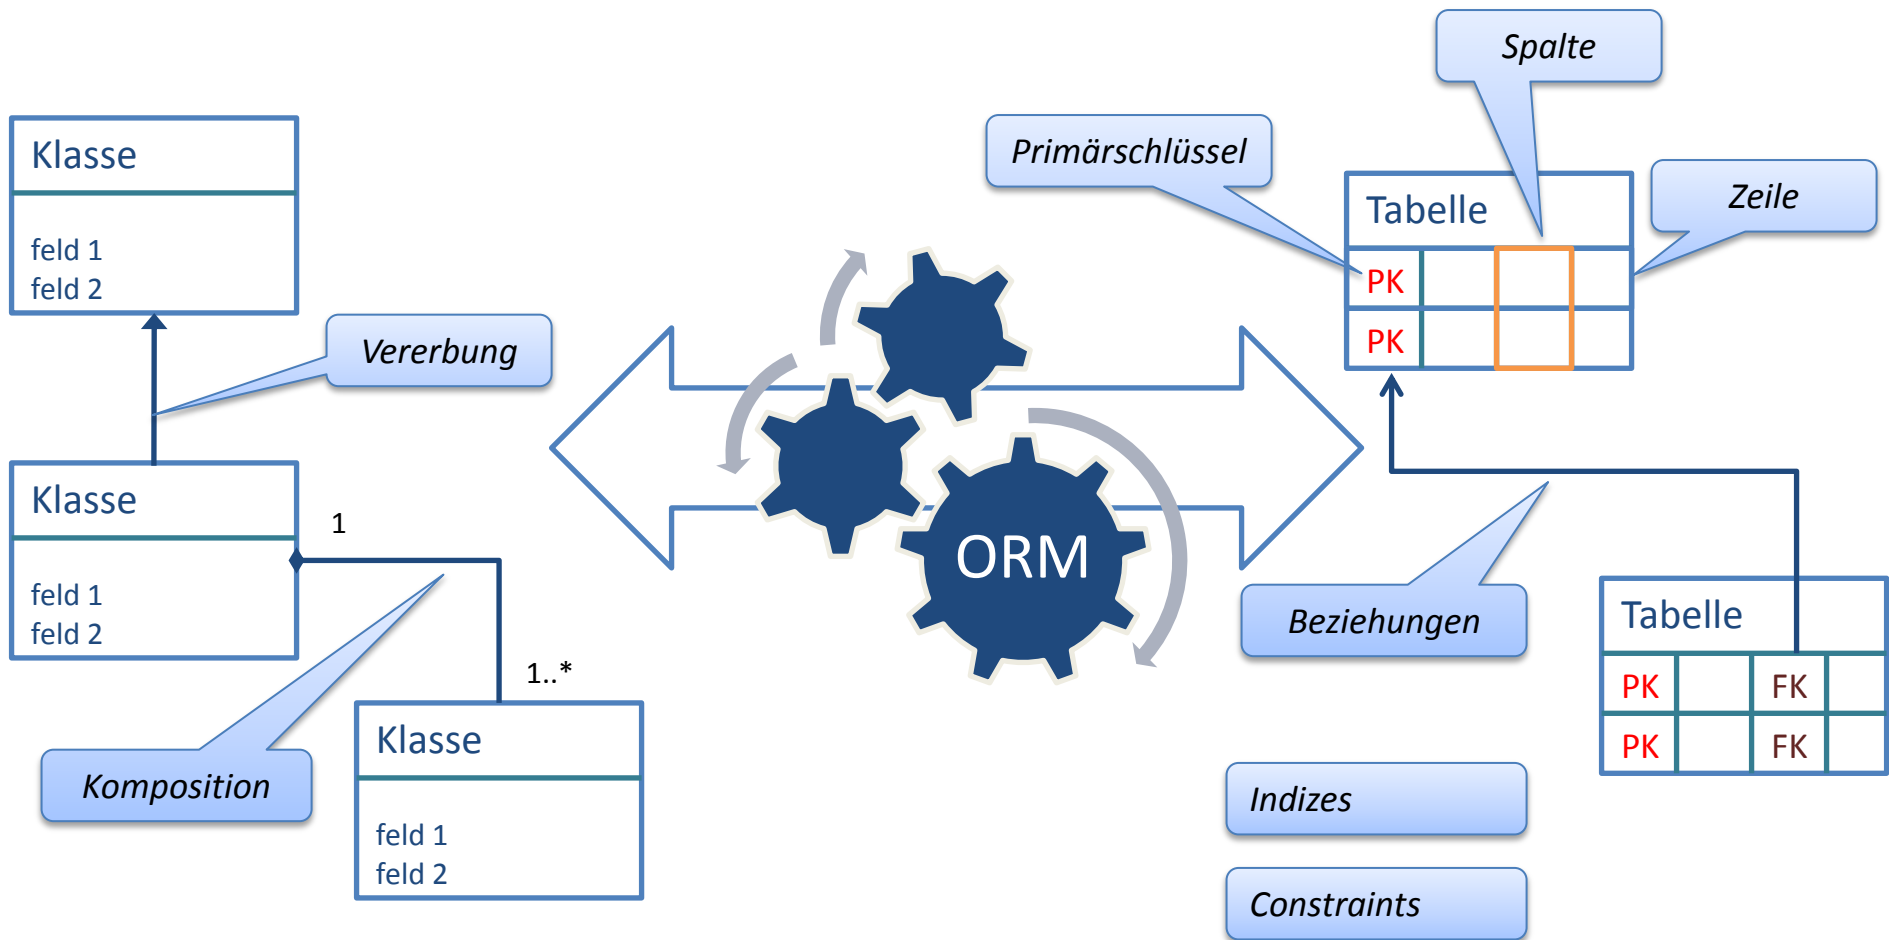 Klasse
feld 1
feld 2
Vererbung
Klasse
feld 1
feld 2
1
1..*
Komposition
Klasse
feld 1
feld 2
ORM
Spalte
Primärschlüssel
Zeile
Tabelle
PK
PK
Beziehungen
Tabelle
PK FK
PK FK
Indizes
Constraints